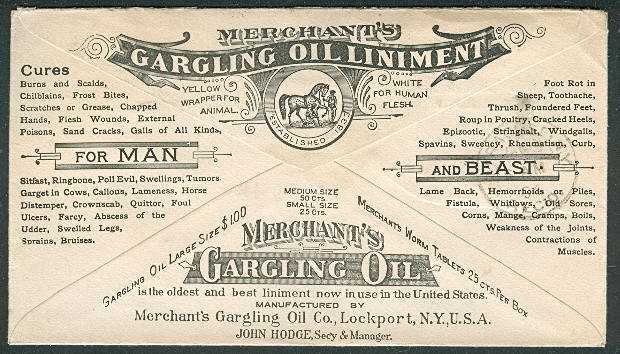 MERCHANT'S
GARGLING OIL LINIMENT
Cures
Burns and Scalds,
Chilblains, Frost Bites,
Scratches or Grease, Chapped
Hands, Flesh Wounds, External
Poisons, Sand Cracks, Galls of All Kinds,
YELLOW
WRAPPER FOR
ANIMAL.
WHITE
FOR HUMAN
FLESH.
ESTABLISHED 1833
Foot Rot in
Sheep, Toothache,
Thrush, Foundered Feet,
Roup in Poultry, Cracked Heels,
Epizootic, Stringhalt, Windgalls,
Spavins, Sweeney, Rheumatism, Curb,
FOR MAN
AND BEAST.
Sitfast, Ringbone, Poll Evil, Swellings, Tumors
Garget in Cows, Callous, Lameness, Horse
Distemper, Crownscab, Quittor, Foul
Ulcers, Farcy, Abscess of the
Udder, Swelled Legs,
Sprains, Bruises.
Lame Back, Hemorrhoids or Piles,
Fistula, Whitlows, Old Sores,
Corns, Mange, Cramps, Boils,
Weakness of the Joints,
Contractions of
Muscles.
MEDIUM SIZE
50 CTS.
SMALL SIZE
25 CTS.
GARGLING OIL LARGE SIZE $1.00
MERCHANT'S WORM TABLETS 25 CTS. PER BOX
MERCHANT'S
GARGLING OIL
is the oldest and best liniment now in use in the United States.
MANUFACTURED BY
Merchant's Gargling Oil Co., Lockport, N.Y., U.S.A.
JOHN HODGE, Secy & Manager.